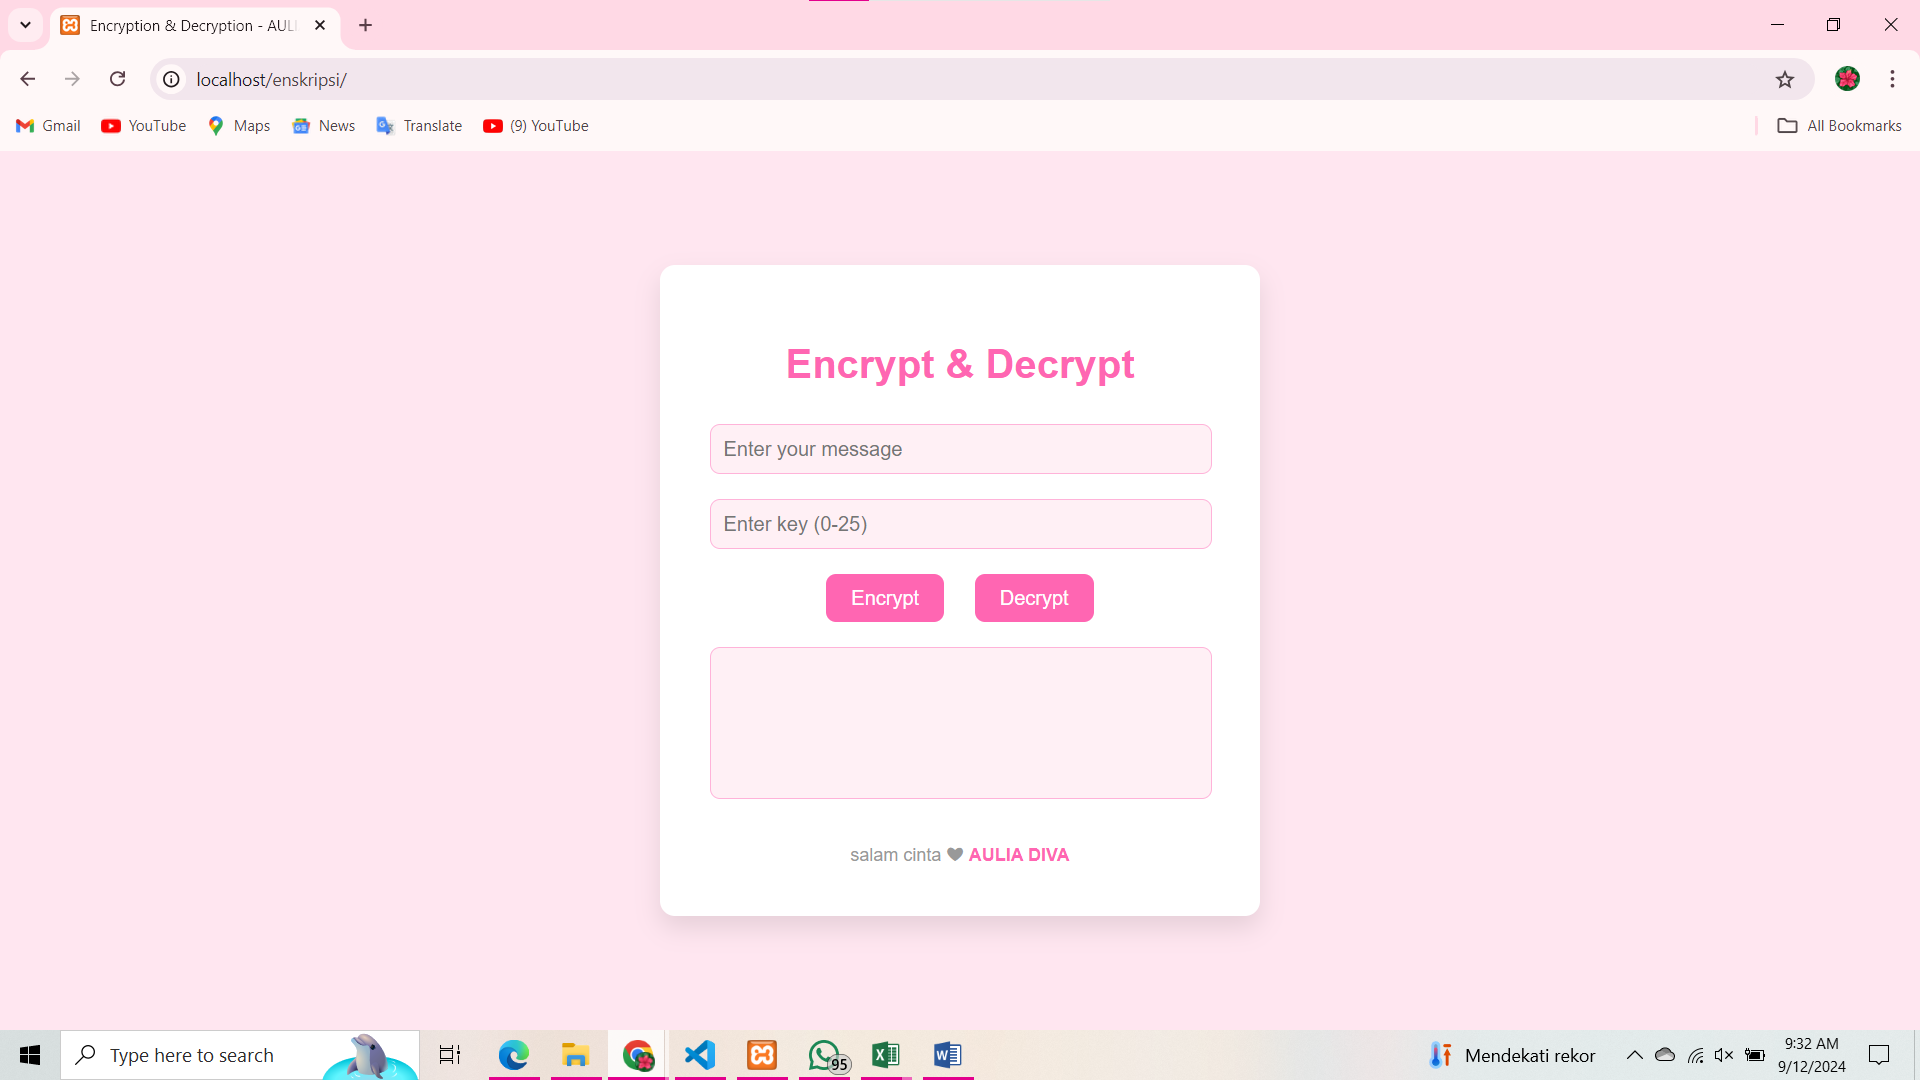 Encryption & Decryption - AULI
localhost/enskripsi/
Gmail YouTube Maps News Translate (9) YouTube All Bookmarks
Encrypt & Decrypt
Enter your message
Enter key (0-25)
Encrypt Decrypt
salam cinta ♥ AULIA DIVA
Type here to search
95
Mendekati rekor
9:32 AM
9/12/2024